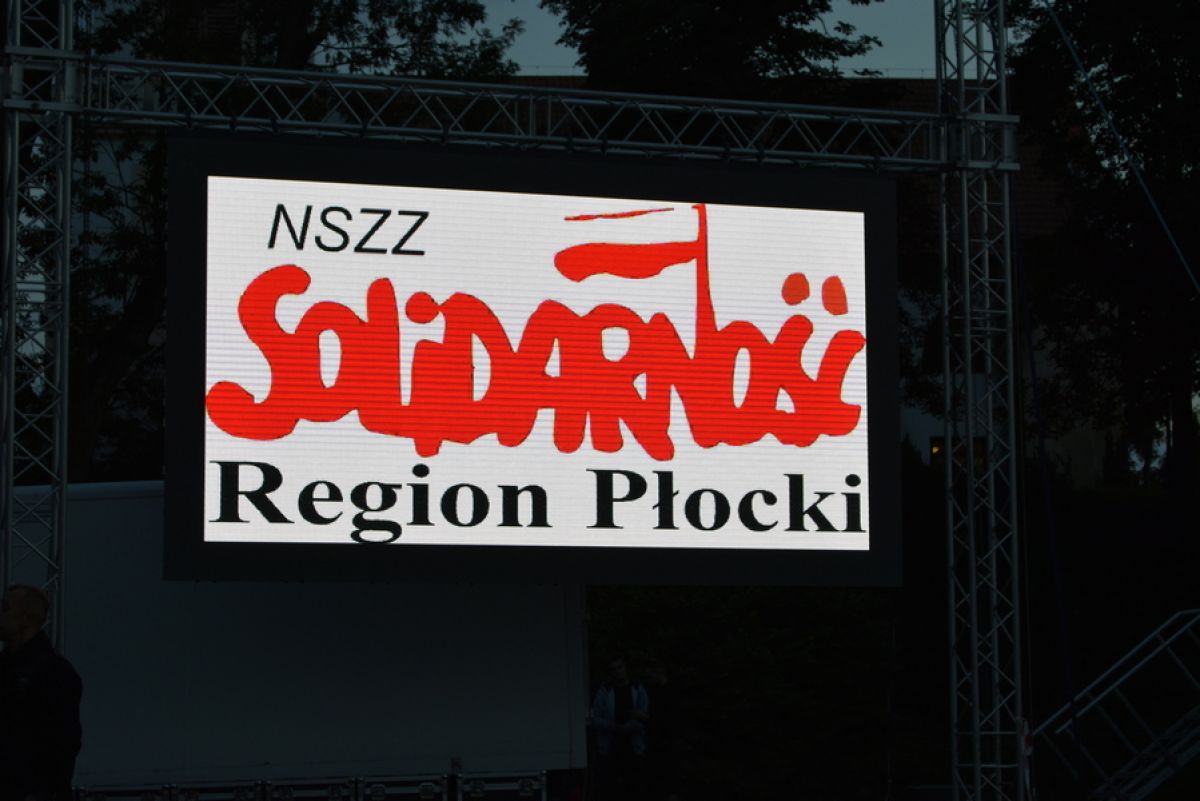 NSZZ
SOLiDARNOŚĆ
Region Płocki